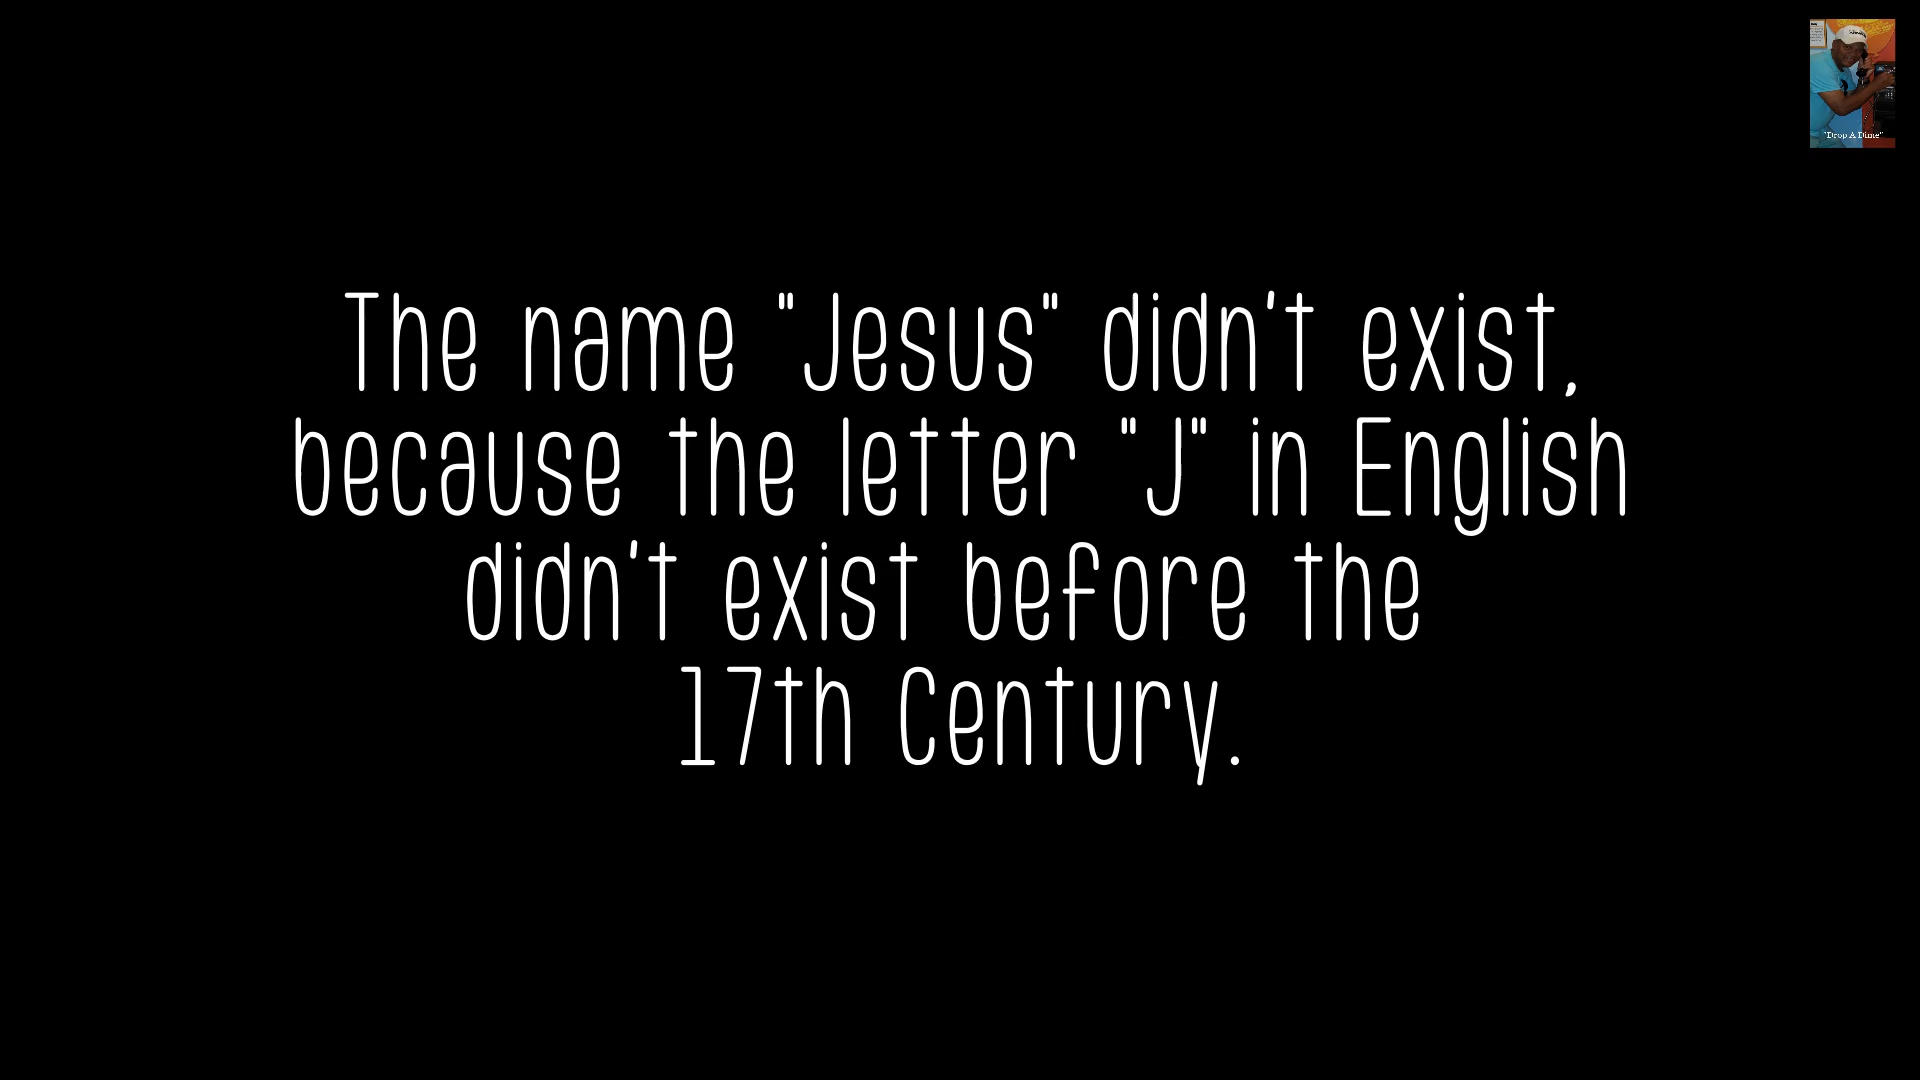 The name "Jesus" didn't exist,
because the letter "J" in English
didn't exist before the
17th Century.
"Drop A Dime"